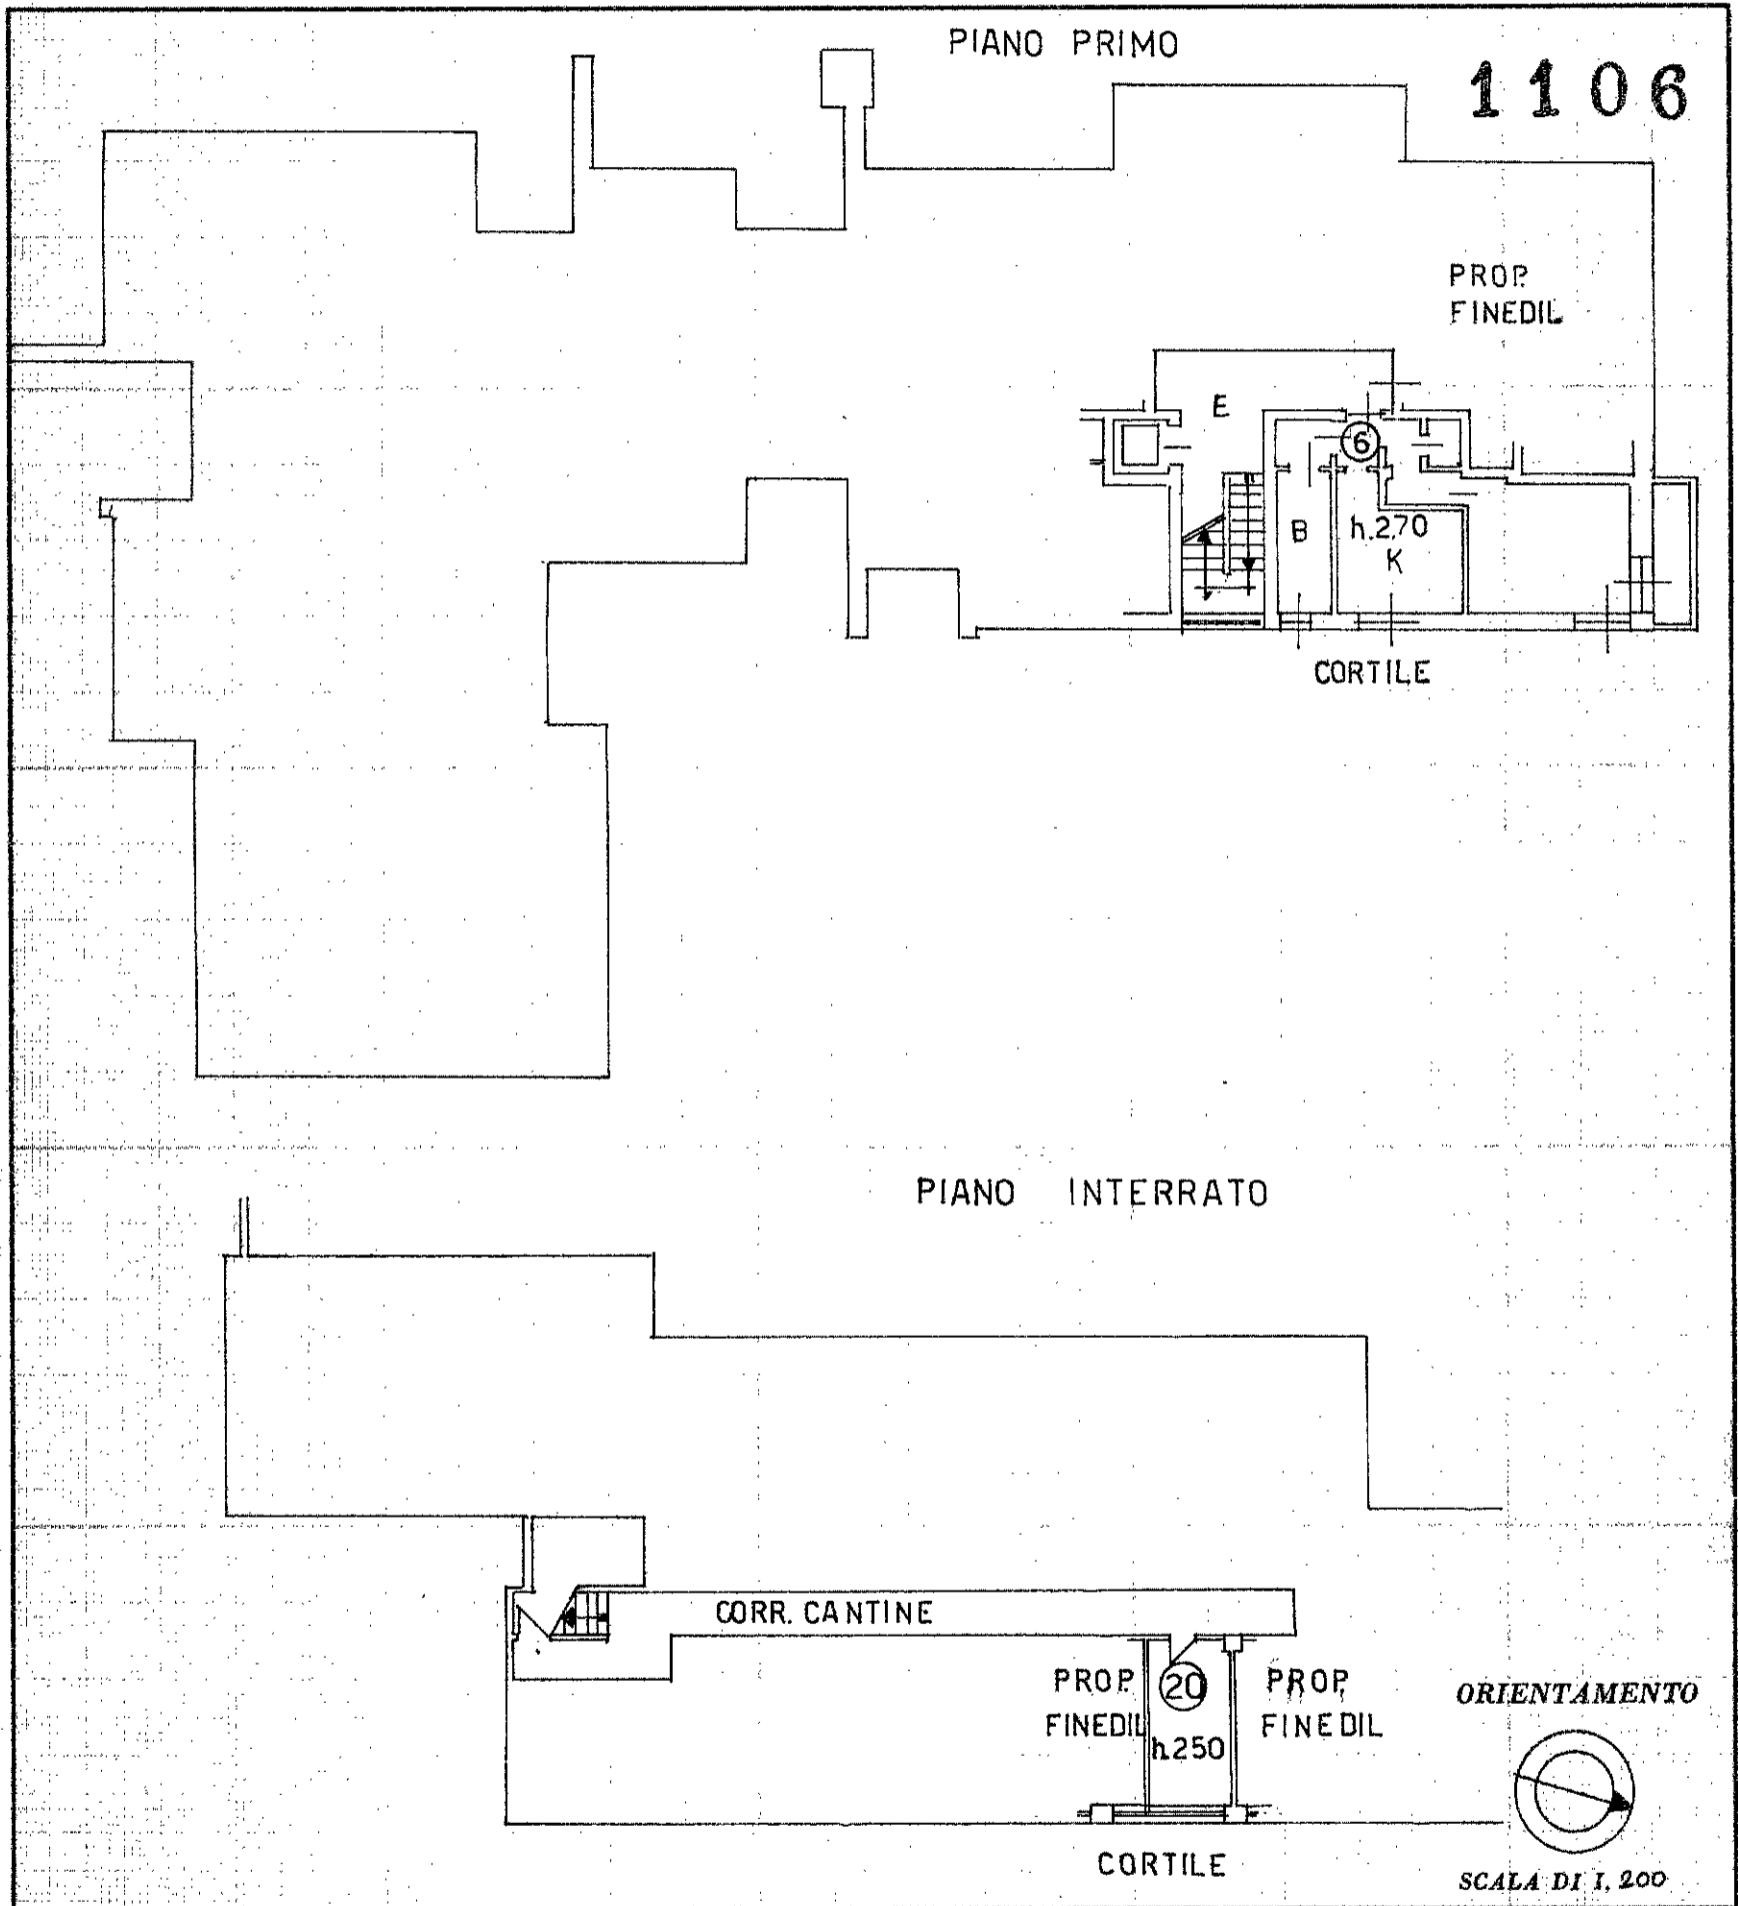 PIANO PRIMO
1106
PROP.
FINEDIL
E
6
B
h.2,70
K
CORTILE
PIANO INTERRATO
CORR. CANTINE
PROP.
FINEDIL
20
h250
PROP.
FINEDIL
CORTILE
ORIENTAMENTO
SCALA DI 1, 200